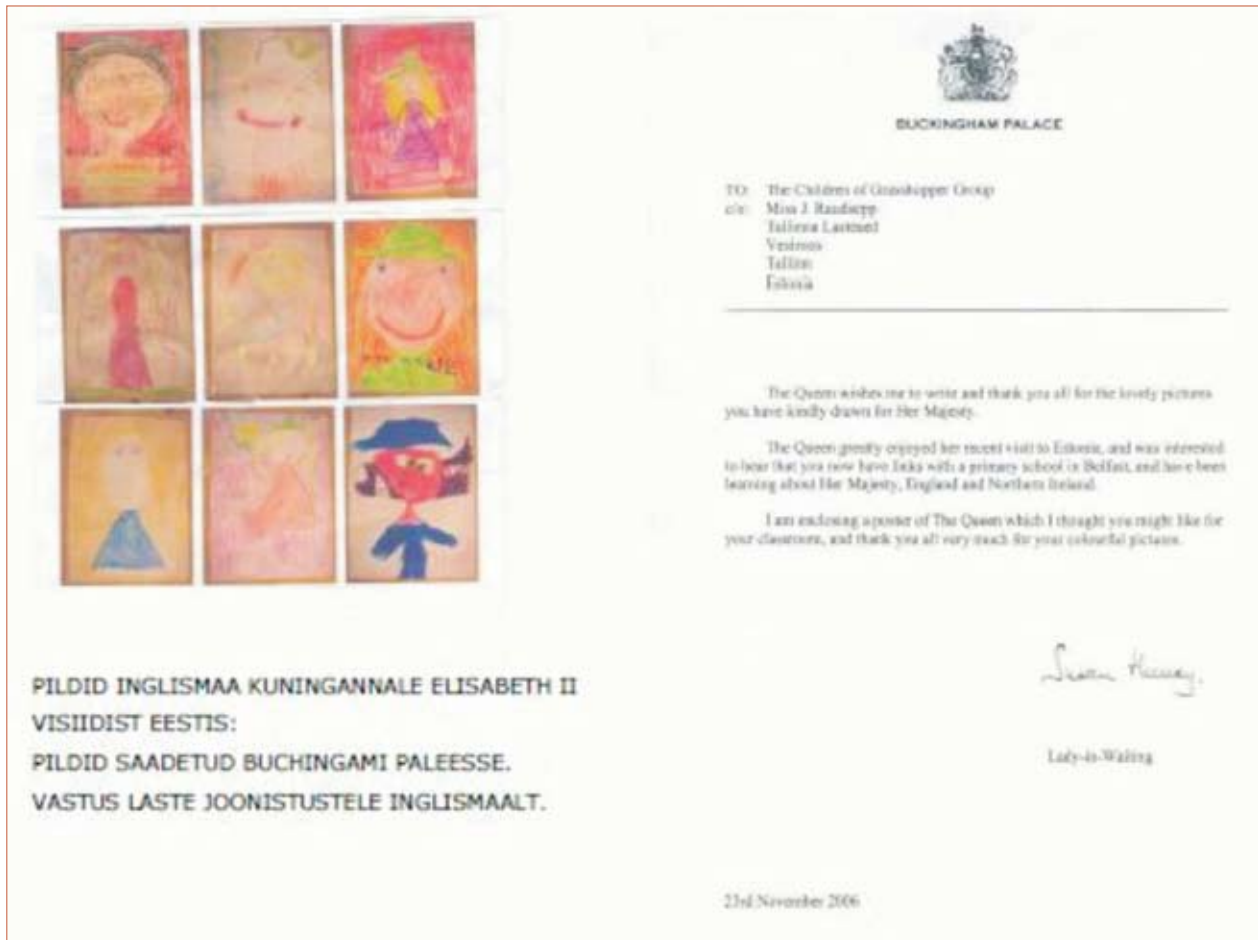 PILDID INGLISMAA KUNINGANNALE ELISABETH II
VISIIDIST EESTIS:
PILDID SAADETUD BUCHINGAMI PALEESSE.
VASTUS LASTE JOONISTUSTELE INGLISMAALT.
BUCKINGHAM PALACE
TO: The Children of Grasshopper Group
c/o: Miss J. Raudsepp
Tallinna Lasteaed
Vesiroos
Tallinn
Estonia
The Queen wishes me to write and thank you all for the lovely pictures
you have kindly drawn for Her Majesty.
The Queen greatly enjoyed her recent visit to Estonia, and was interested
to hear that you now have links with a primary school in Belfast, and have been
learning about Her Majesty, England and Northern Ireland.
I am enclosing a poster of The Queen which I thought you might like for
your classroom, and thank you all very much for your colourful pictures.
Susan
Lady-in-Waiting
23rd November 2006